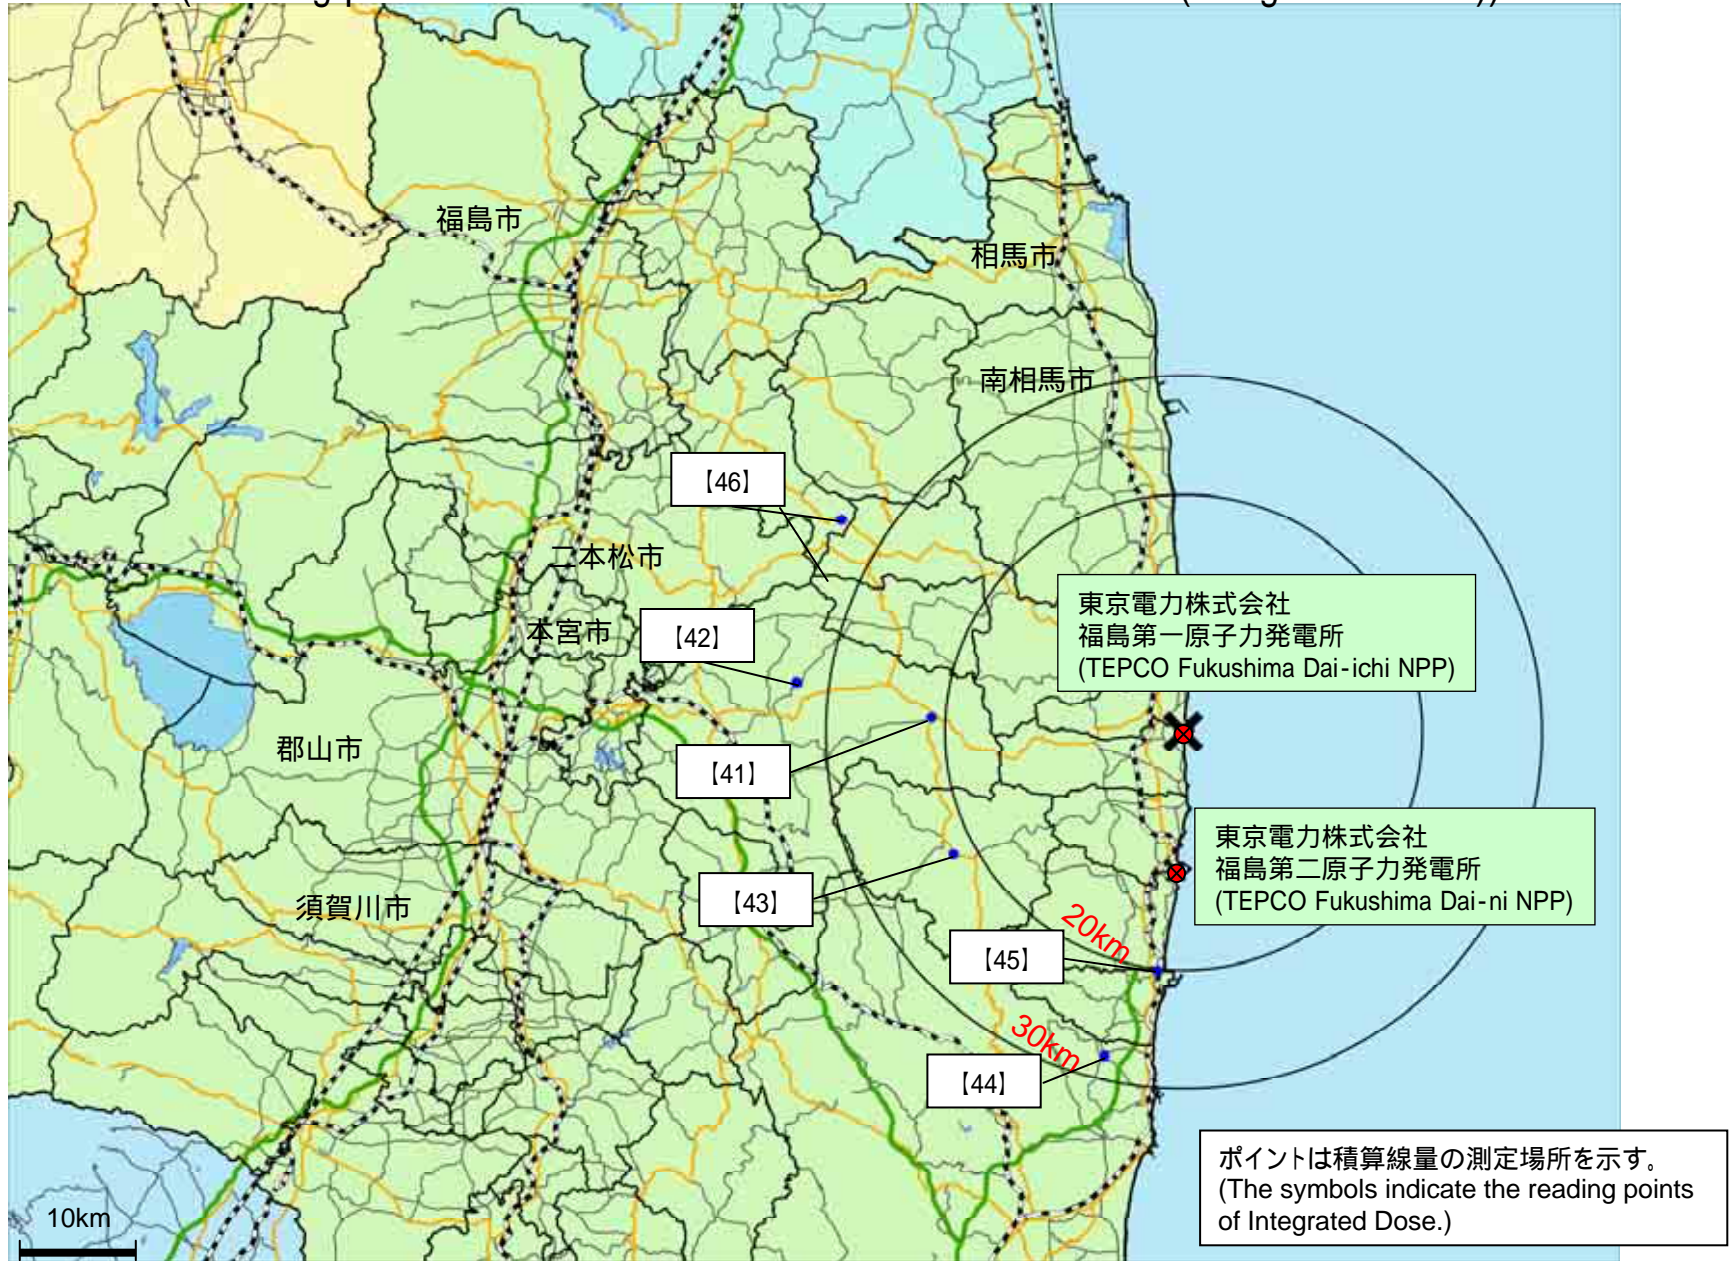 福島市
相馬市
南相馬市
【46】
二本松市
本宮市
【42】
東京電力株式会社
福島第一原子力発電所
(TEPCO Fukushima Dai-ichi NPP)
郡山市
【41】
東京電力株式会社
福島第二原子力発電所
(TEPCO Fukushima Dai-ni NPP)
須賀川市
【43】
20km
【45】
30km
【44】
ポイントは積算線量の測定場所を示す。
(The symbols indicate the reading points
of Integrated Dose.)
10km